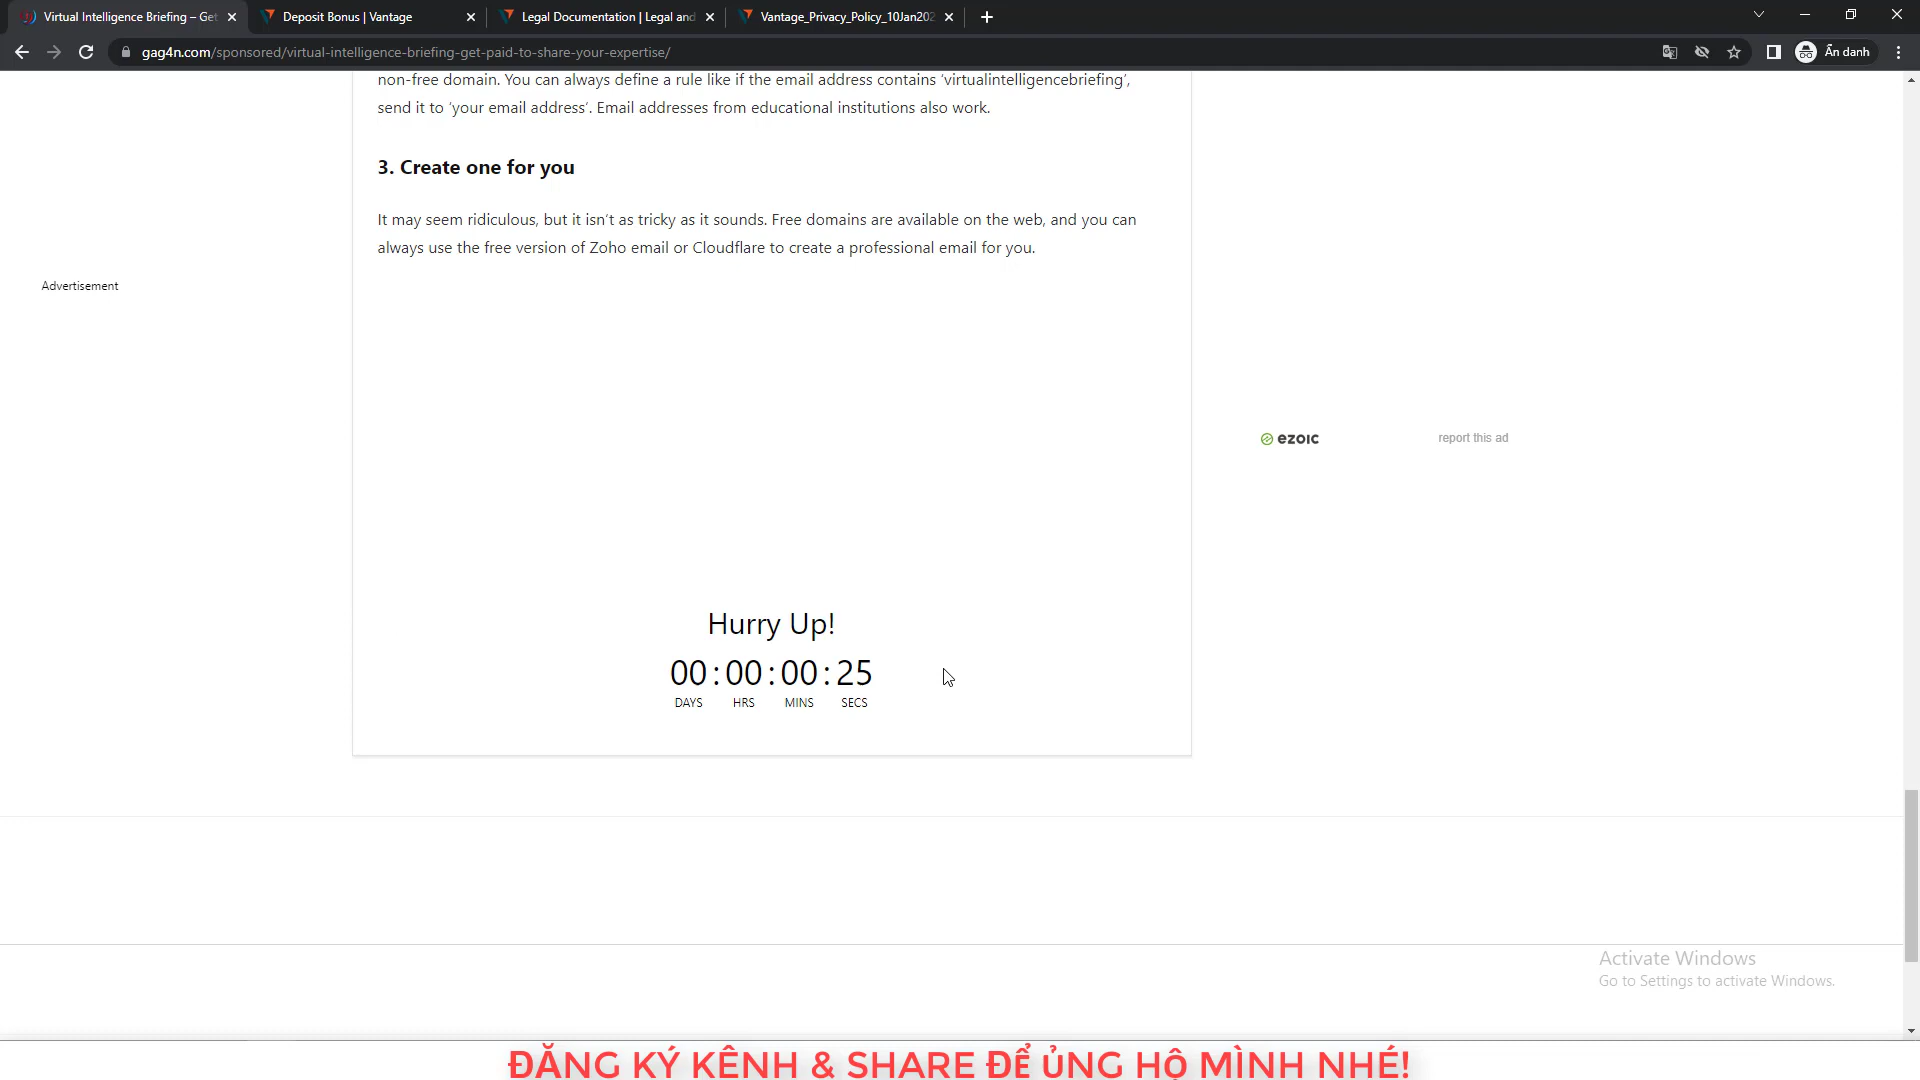 Virtual Intelligence Briefing – Get
Deposit Bonus | Vantage
Legal Documentation | Legal and
Vantage_Privacy_Policy_10Jan202
gag4n.com/sponsored/virtual-intelligence-briefing-get-paid-to-share-your-expertise/
Ẩn danh
non-free domain. You can always define a rule like if the email address contains ‘virtualintelligencebriefing’,
send it to ‘your email address’. Email addresses from educational institutions also work.
3. Create one for you
It may seem ridiculous, but it isn’t as tricky as it sounds. Free domains are available on the web, and you can
always use the free version of Zoho email or Cloudflare to create a professional email for you.
Advertisement
ezoic
report this ad
Hurry Up!
00:00:00:25
DAYS HRS MINS SECS
Activate Windows
Go to Settings to activate Windows.
ĐĂNG KÝ KÊNH & SHARE ĐỂ ỦNG HỘ MÌNH NHÉ!